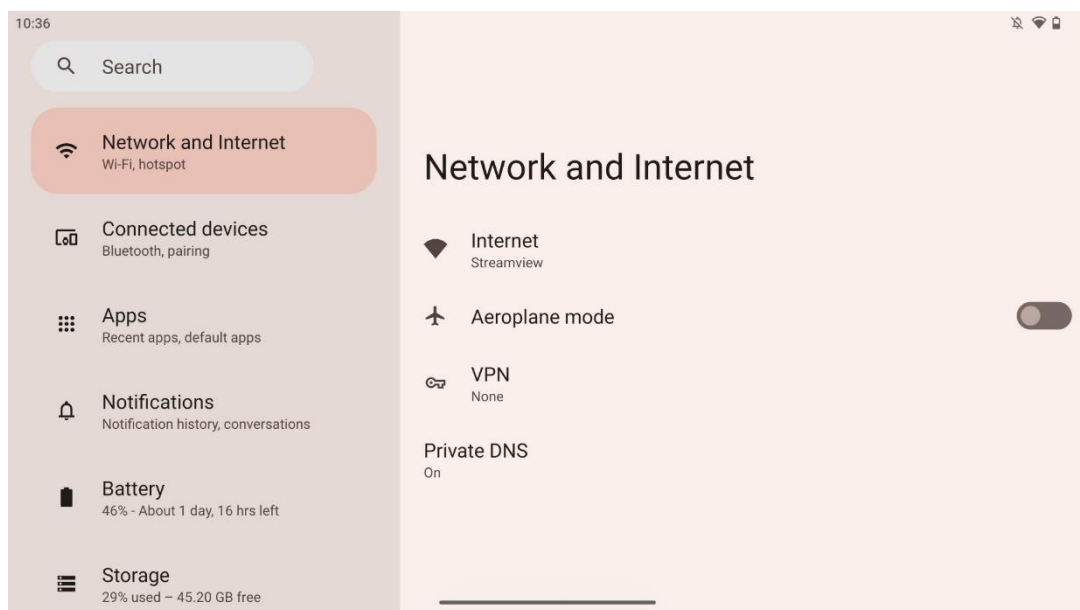 10:36
Search
Network and Internet
Wi-Fi, hotspot
Connected devices
Bluetooth, pairing
Apps
Recent apps, default apps
Notifications
Notification history, conversations
Battery
46% - About 1 day, 16 hrs left
Storage
29% used – 45.20 GB free
Network and Internet
Internet
Streamview
Aeroplane mode
VPN
None
Private DNS
On